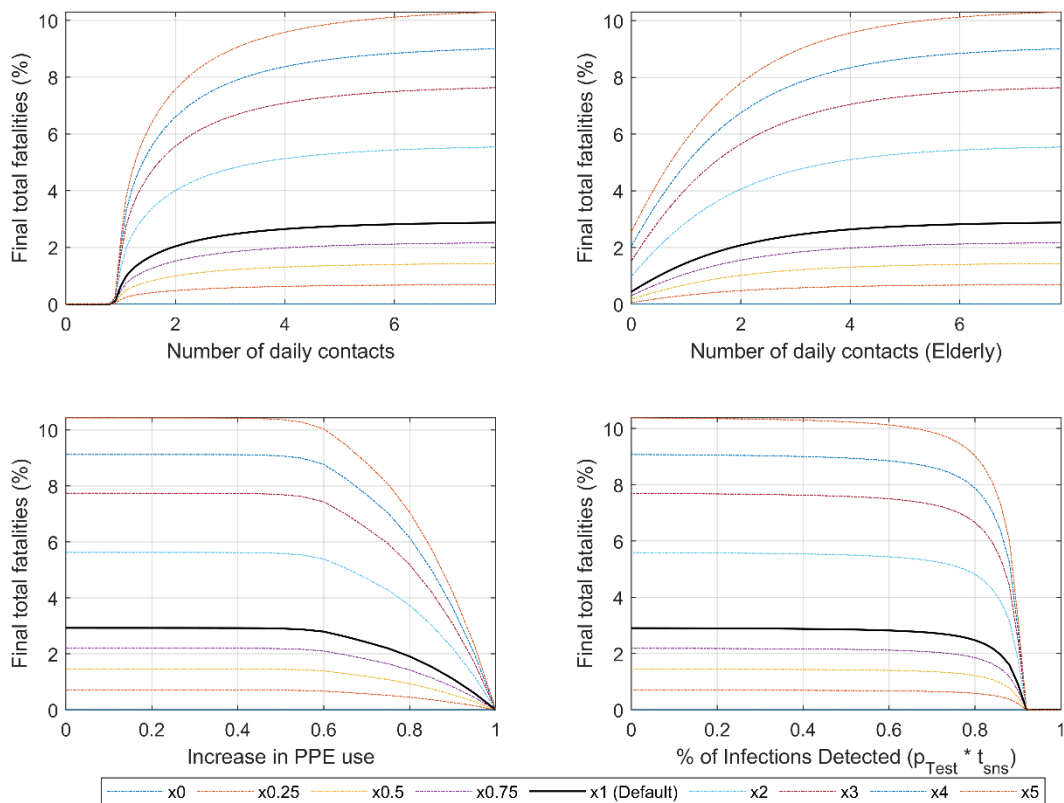 Final total fatalities (%)
10
8
6
4
2
0
0 2 4 6
Number of daily contacts
Final total fatalities (%)
10
8
6
4
2
0
0 2 4 6
Number of daily contacts (Elderly)
Final total fatalities (%)
10
8
6
4
2
0
0 0.2 0.4 0.6 0.8 1
Increase in PPE use
Final total fatalities (%)
10
8
6
4
2
0
0 0.2 0.4 0.6 0.8 1
% of Infections Detected (pTest * tsns)
x0 x0.25 x0.5 x0.75 x1 (Default) x2 x3 x4 x5